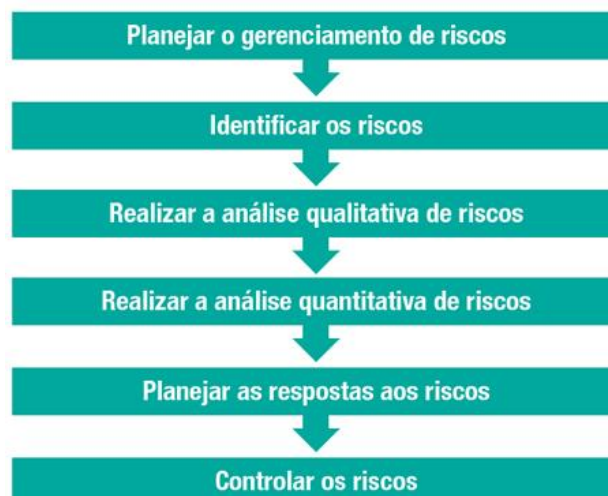 Planejar o gerenciamento de riscos
Identificar os riscos
Realizar a análise qualitativa de riscos
Realizar a análise quantitativa de riscos
Planejar as respostas aos riscos
Controlar os riscos